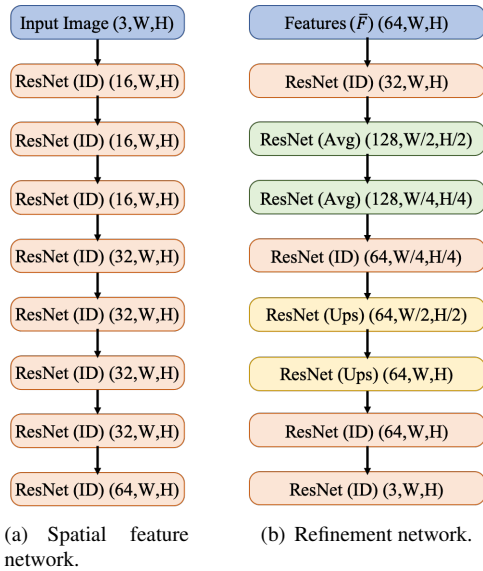 Input Image (3,W,H)
ResNet (ID) (16,W,H)
ResNet (ID) (16,W,H)
ResNet (ID) (16,W,H)
ResNet (ID) (32,W,H)
ResNet (ID) (32,W,H)
ResNet (ID) (32,W,H)
ResNet (ID) (32,W,H)
ResNet (ID) (64,W,H)
(a) Spatial feature
network.
Features (F̄) (64,W,H)
ResNet (ID) (32,W,H)
ResNet (Avg) (128,W/2,H/2)
ResNet (Avg) (128,W/4,H/4)
ResNet (ID) (64,W/4,H/4)
ResNet (Ups) (64,W/2,H/2)
ResNet (Ups) (64,W,H)
ResNet (ID) (64,W,H)
ResNet (ID) (3,W,H)
(b) Refinement network.